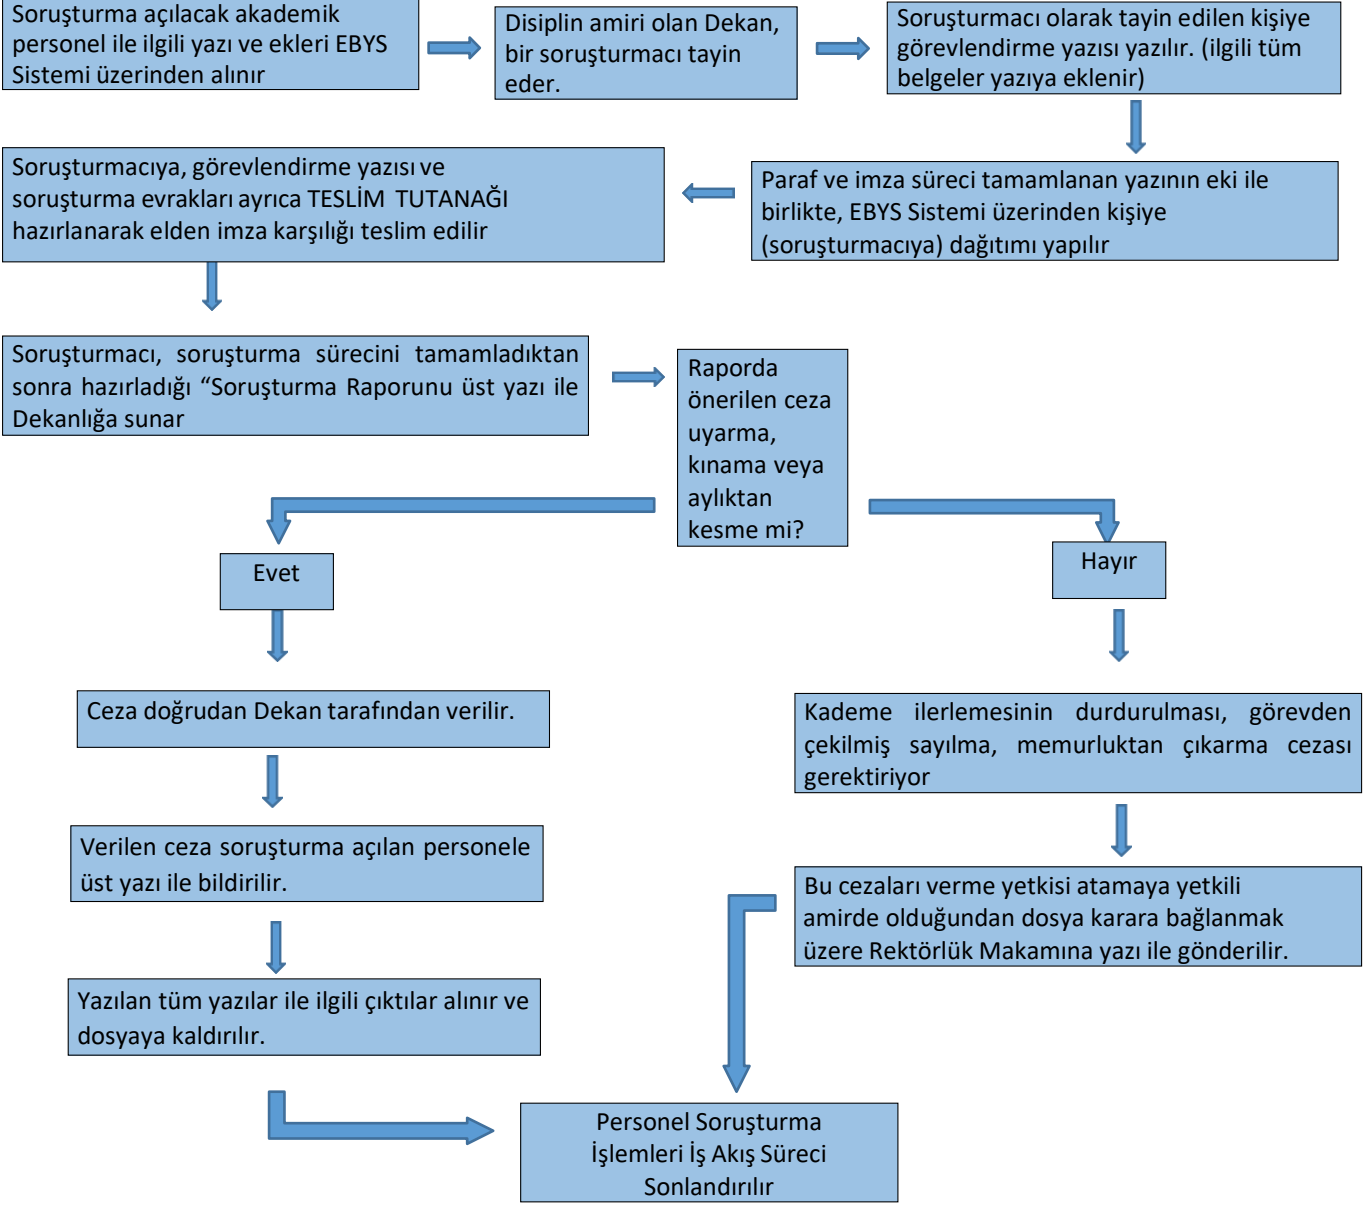 Soruşturma açılacak akademik
personel ile ilgili yazı ve ekleri EBYS
Sistemi üzerinden alınır
Disiplin amiri olan Dekan,
bir soruşturmacı tayin
eder.
Soruşturmacı olarak tayin edilen kişiye
görevlendirme yazısı yazılır. (ilgili tüm
belgeler yazıya eklenir)
Paraf ve imza süreci tamamlanan yazının eki ile
birlikte, EBYS Sistemi üzerinden kişiye
(soruşturmacıya) dağıtımı yapılır
Soruşturmacıya, görevlendirme yazısı ve
soruşturma evrakları ayrıca TESLİM TUTANAĞI
hazırlanarak elden imza karşılığı teslim edilir
Soruşturmacı, soruşturma sürecini tamamladıktan
sonra hazırladığı “Soruşturma Raporunu üst yazı ile
Dekanlığa sunar
Raporda
önerilen ceza
uyarma,
kınama veya
aylıktan
kesme mi?
Evet
Hayır
Ceza doğrudan Dekan tarafından verilir.
Verilen ceza soruşturma açılan personele
üst yazı ile bildirilir.
Yazılan tüm yazılar ile ilgili çıktılar alınır ve
dosyaya kaldırılır.
Kademe ilerlemesinin durdurulması, görevden
çekilmiş sayılma, memurluktan çıkarma cezası
gerektiriyor
Bu cezaları verme yetkisi atamaya yetkili
amirde olduğundan dosya karara bağlanmak
üzere Rektörlük Makamına yazı ile gönderilir.
Personel Soruşturma
İşlemleri İş Akış Süreci
Sonlandırılır